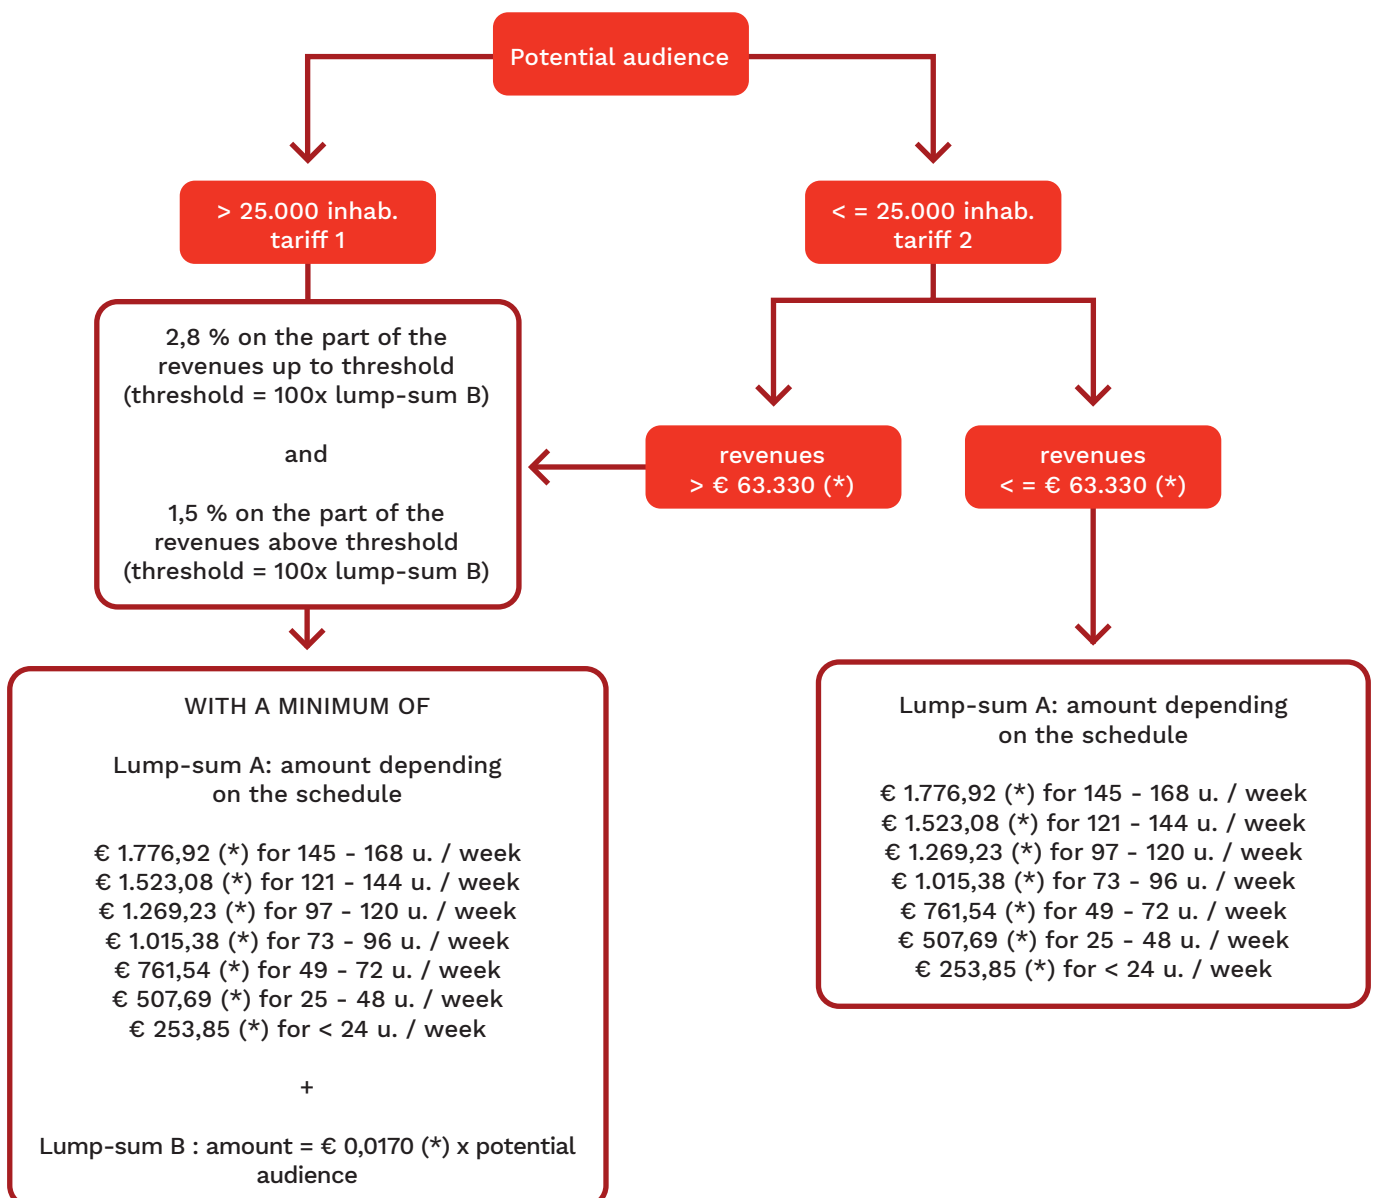 Potential audience
> 25.000 inhab.
tariff 1
< = 25.000 inhab.
tariff 2
2,8 % on the part of the
revenues up to threshold
(threshold = 100x lump-sum B)
and
1,5 % on the part of the
revenues above threshold
(threshold = 100x lump-sum B)
revenues
> € 63.330 (*)
revenues
< = € 63.330 (*)
WITH A MINIMUM OF
Lump-sum A: amount depending
on the schedule
€ 1.776,92 (*) for 145 - 168 u. / week
€ 1.523,08 (*) for 121 - 144 u. / week
€ 1.269,23 (*) for 97 - 120 u. / week
€ 1.015,38 (*) for 73 - 96 u. / week
€ 761,54 (*) for 49 - 72 u. / week
€ 507,69 (*) for 25 - 48 u. / week
€ 253,85 (*) for < 24 u. / week
+
Lump-sum B : amount = € 0,0170 (*) x potential
audience
Lump-sum A: amount depending
on the schedule
€ 1.776,92 (*) for 145 - 168 u. / week
€ 1.523,08 (*) for 121 - 144 u. / week
€ 1.269,23 (*) for 97 - 120 u. / week
€ 1.015,38 (*) for 73 - 96 u. / week
€ 761,54 (*) for 49 - 72 u. / week
€ 507,69 (*) for 25 - 48 u. / week
€ 253,85 (*) for < 24 u. / week